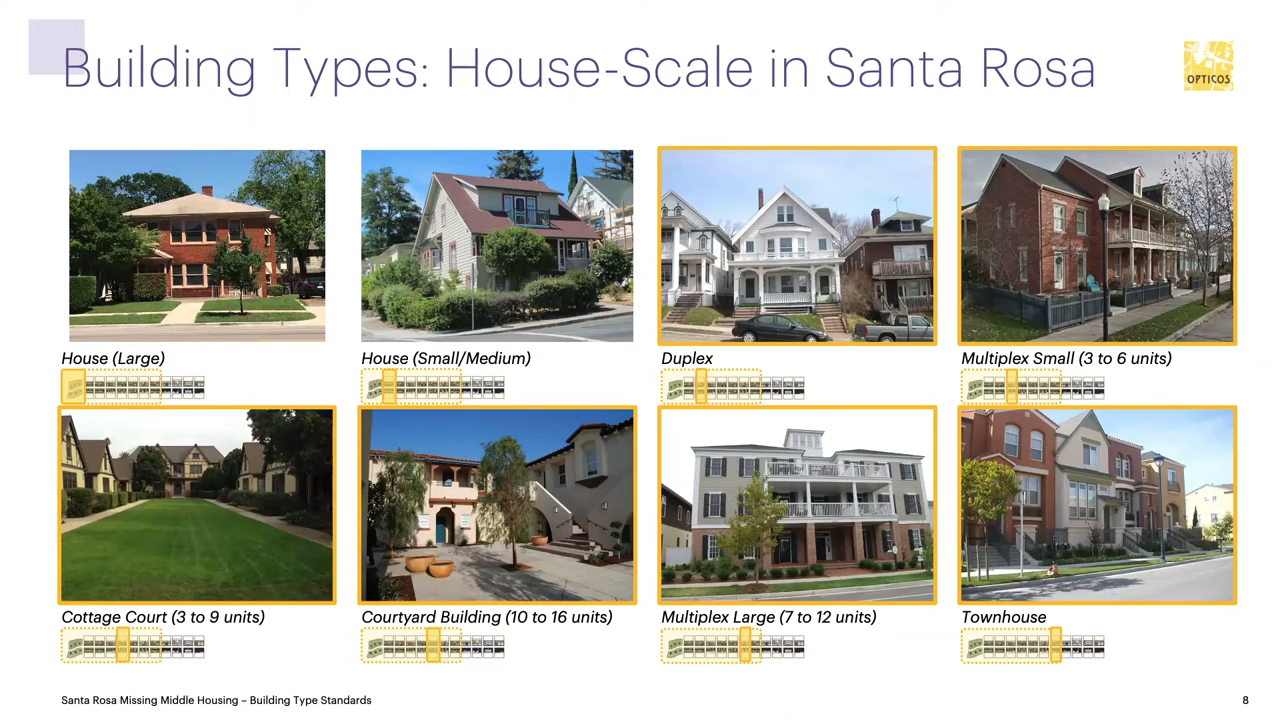 Building Types: House-Scale in Santa Rosa
OPTICOS
House (Large)
House (Small/Medium)
Duplex
Multiplex Small (3 to 6 units)
Cottage Court (3 to 9 units)
Courtyard Building (10 to 16 units)
Multiplex Large (7 to 12 units)
Townhouse
Santa Rosa Missing Middle Housing – Building Type Standards
8